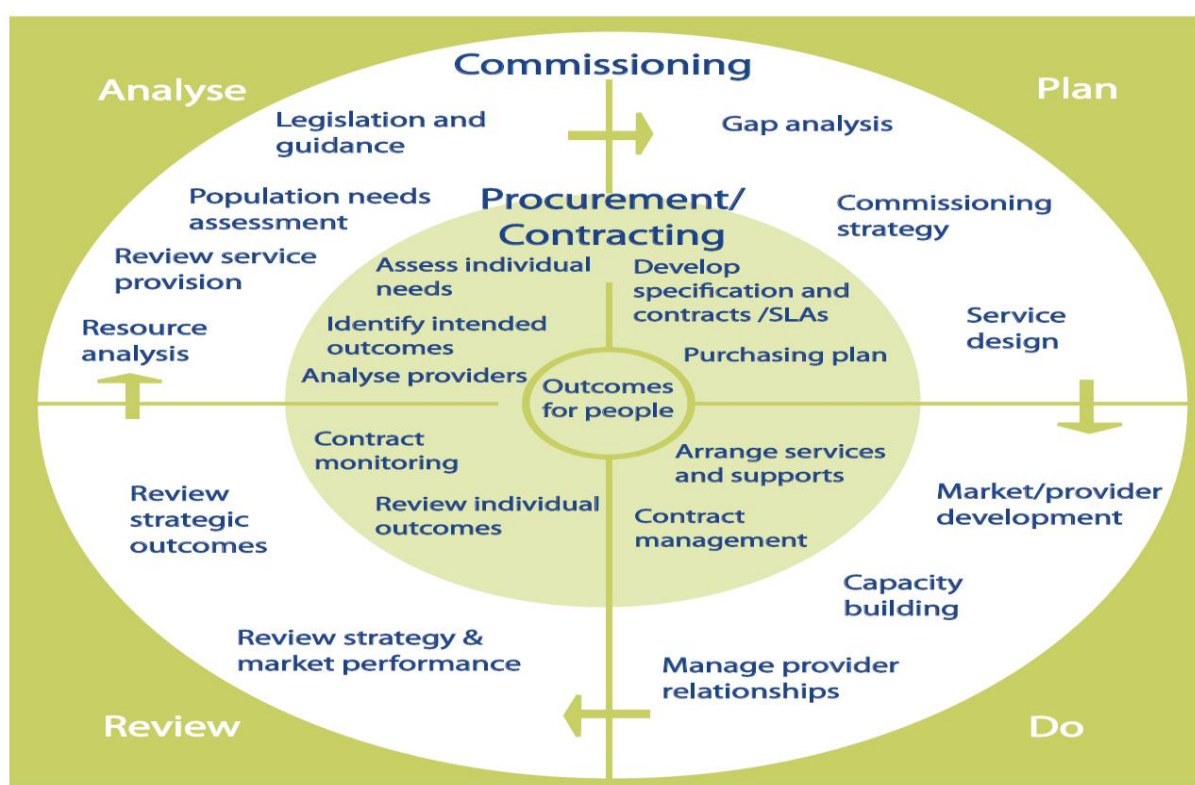 Commissioning
Analyse
Plan
Legislation and
guidance
Gap analysis
Population needs
assessment
Commissioning
strategy
Review service
provision
Service
design
Resource
analysis
Procurement/
Contracting
Assess individual
needs
Develop
specification and
contracts /SLAs
Identify intended
outcomes
Purchasing plan
Analyse providers
Outcomes
for people
Contract
monitoring
Arrange services
and supports
Review individual
outcomes
Contract
management
Review
strategic
outcomes
Market/provider
development
Capacity
building
Review strategy &
market performance
Manage provider
relationships
Review
Do